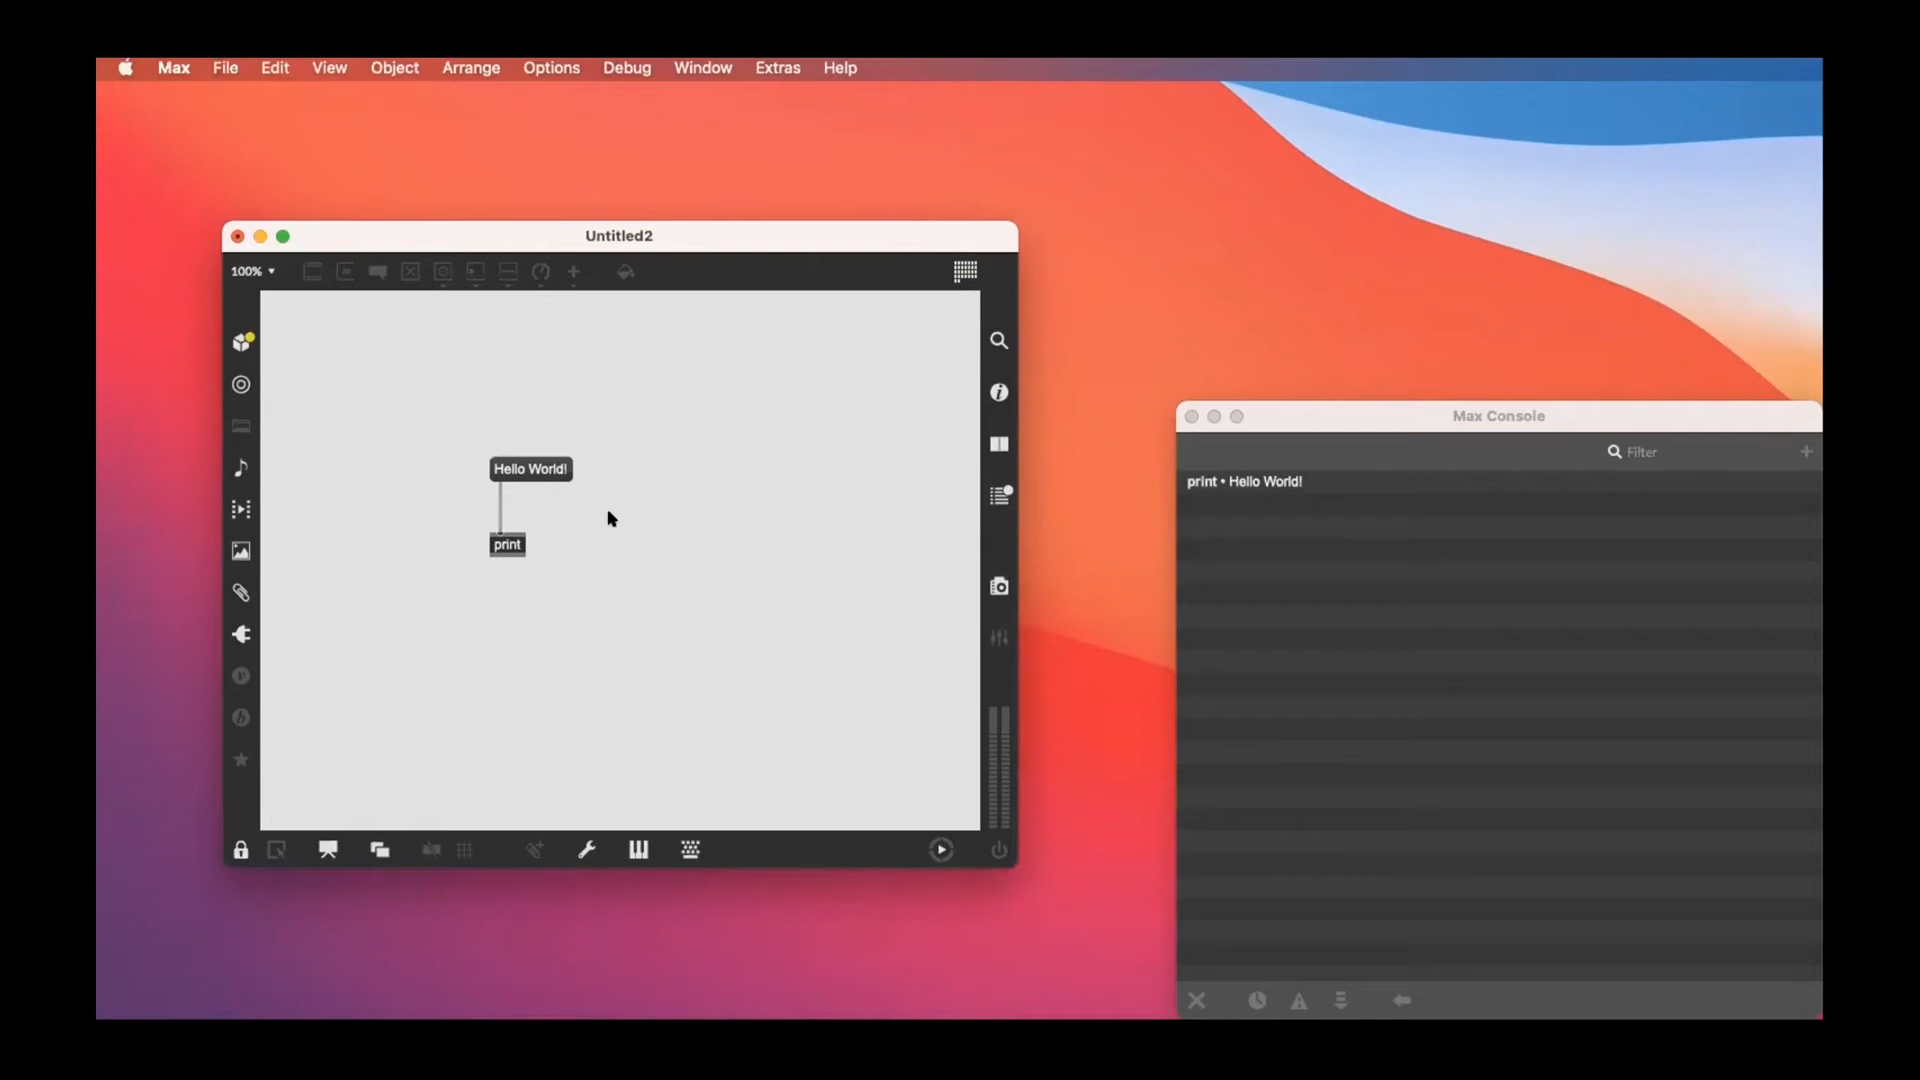 Max File Edit View Object Arrange Options Debug Window Extras Help
Untitled2
100%
Hello World!
print
Max Console
Filter
print • Hello World!